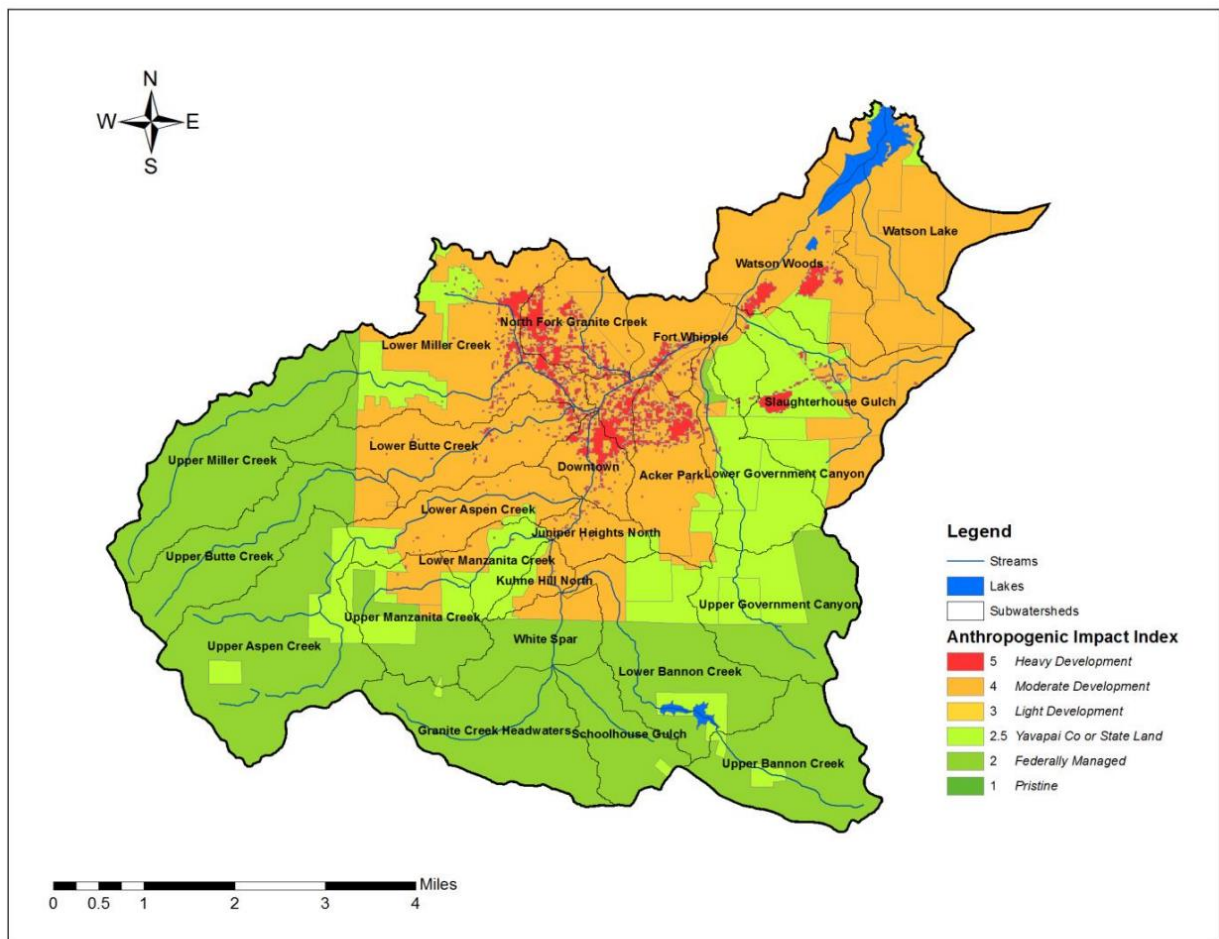 N
W E
S
Watson Lake
Watson Woods
North Fork Granite Creek
Fort Whipple
Lower Miller Creek
Slaughterhouse Gulch
Lower Butte Creek
Upper Miller Creek
Downtown
Acker Park
Lower Government Canyon
Lower Aspen Creek
Juniper Heights North
Upper Butte Creek
Lower Manzanita Creek
Kuhne Hill North
Upper Manzanita Creek
Upper Government Canyon
Upper Aspen Creek
White Spar
Lower Bannon Creek
Granite Creek Headwaters
Schoolhouse Gulch
Upper Bannon Creek
Legend
Streams
Lakes
Subwatersheds
Anthropogenic Impact Index
5 Heavy Development
4 Moderate Development
3 Light Development
2.5 Yavapai Co or State Land
2 Federally Managed
1 Pristine
Miles
0 0.5 1 2 3 4